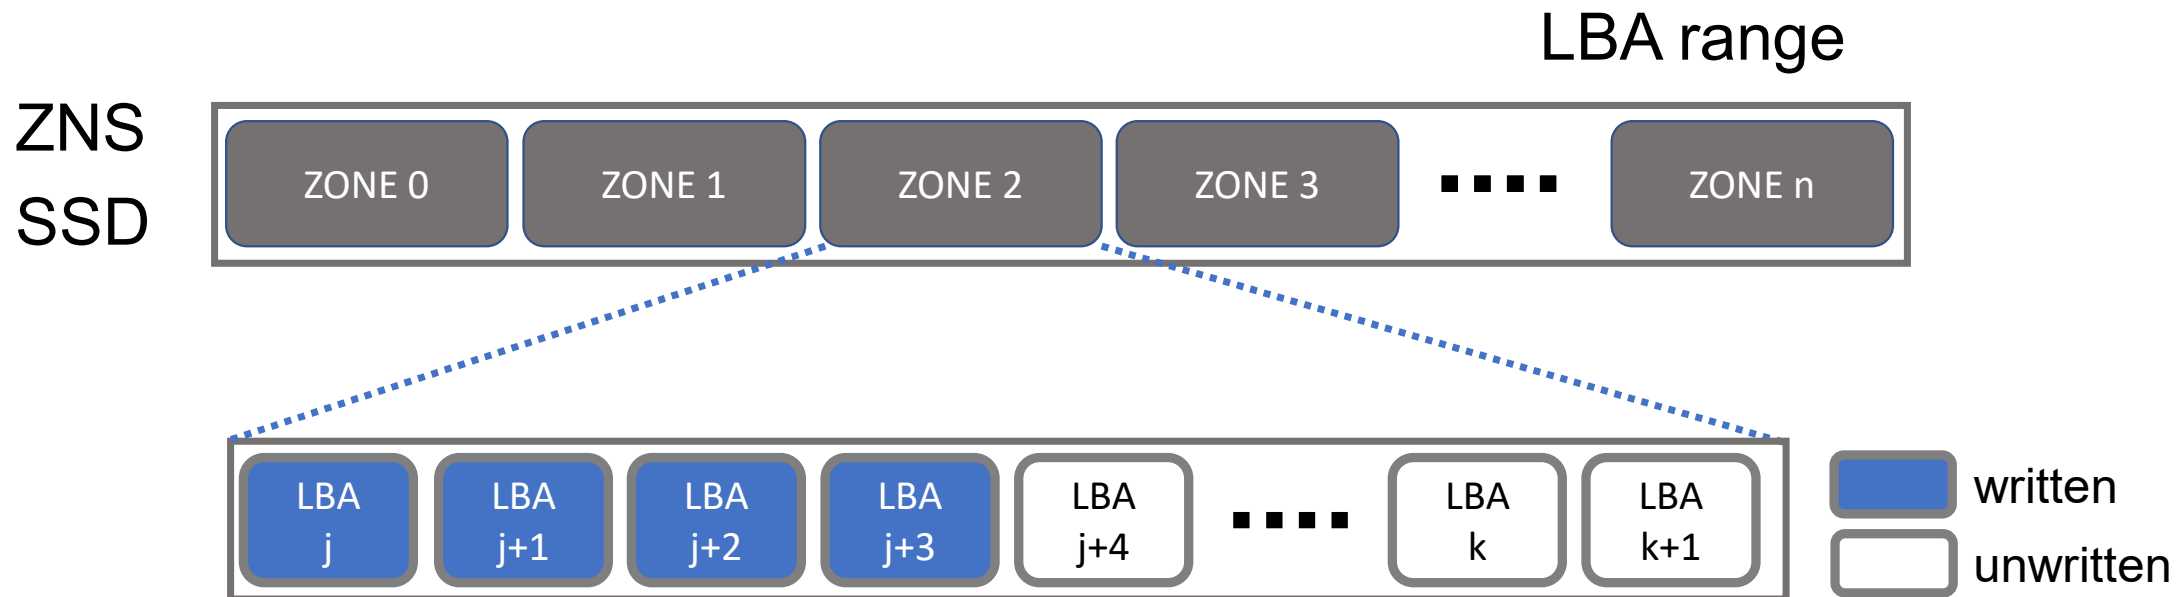 LBA range
ZNS
SSD
ZONE 0
ZONE 1
ZONE 2
ZONE 3
ZONE n
LBA
j
LBA
j+1
LBA
j+2
LBA
j+3
LBA
j+4
LBA
k
LBA
k+1
written
unwritten